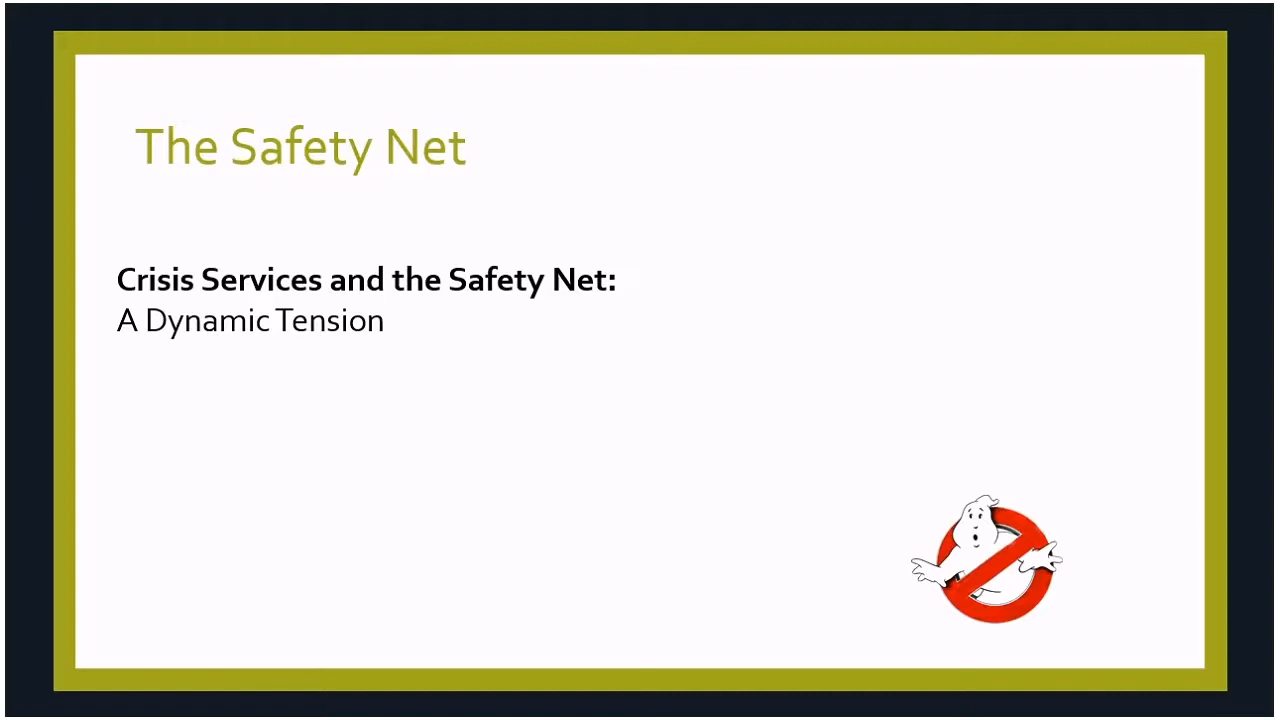 The Safety Net
Crisis Services and the Safety Net:
A Dynamic Tension